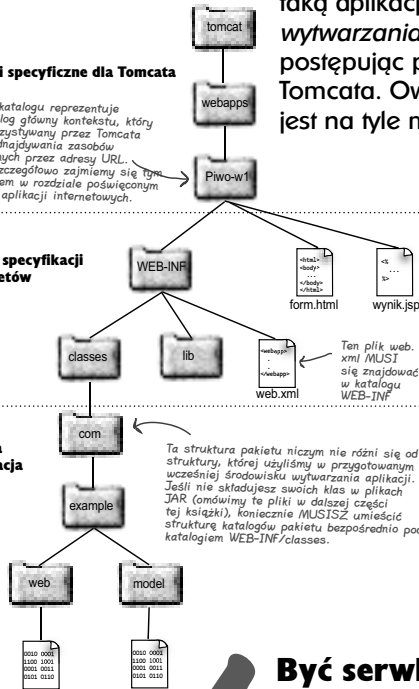 taką aplikacj
wytwarzania
postępując p
Tomcata. Ow
jest na tyle n
tomcat
i specyficzne dla Tomcata
webapps
katalogu reprezentuje
log główny kontekstu, który
zystywany przez Tomcata
dnajdywania zasobów
nych przez adresy URL.
zczegółowo zajmiemy się tym
em w rozdziale poświęconym
aplikacji internetowych.
Piwo-w1
specyfikacji
etów
WEB-INF
<html>
<body>
...
</body>
</html>
form.html
<%
...
%>
wynik.jsp
classes
lib
<webapp>
.
.
</webapp>
web.xml
Ten plik web.
xml MUSI
się znajdować
w katalogu
WEB-INF
a
acja
com
Ta struktura pakietu niczym nie różni się od
struktury, której użyliśmy w przygotowanym
wcześniej środowisku wytwarzania aplikacji.
Jeśli nie składujesz swoich klas w plikach
JAR (omówimy te pliki w dalszej części
tej książki), koniecznie MUSISZ umieścić
strukturę katalogów pakietu bezpośrednio pod
katalogiem WEB-INF/classes.
example
web
model
0010 0001
1100 1001
0001 0011
0101 0110
0010 0001
1100 1001
0001 0011
0101 0110
Być serwl